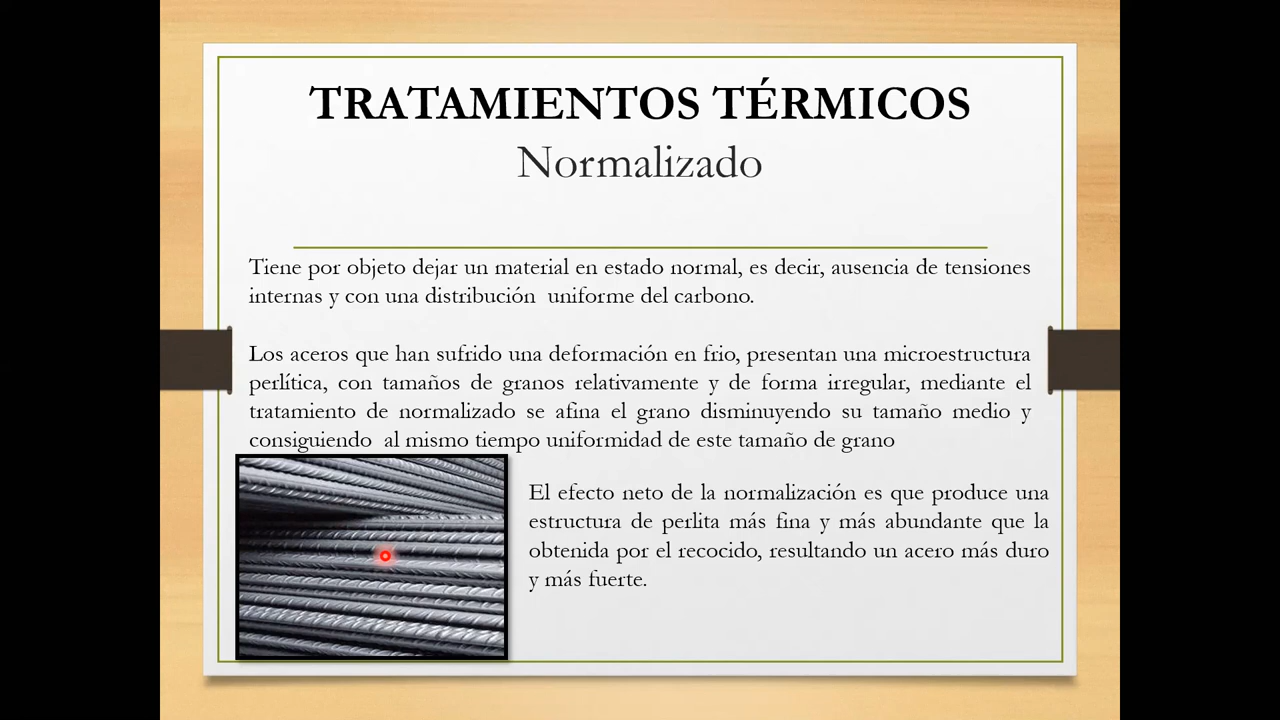 TRATAMIENTOS TÉRMICOS
Normalizado
Tiene por objeto dejar un material en estado normal, es decir, ausencia de tensiones
internas y con una distribución uniforme del carbono.
Los aceros que han sufrido una deformación en frio, presentan una microestructura
perlítica, con tamaños de granos relativamente y de forma irregular, mediante el
tratamiento de normalizado se afina el grano disminuyendo su tamaño medio y
consiguiendo al mismo tiempo uniformidad de este tamaño de grano
El efecto neto de la normalización es que produce una
estructura de perlita más fina y más abundante que la
obtenida por el recocido, resultando un acero más duro
y más fuerte.